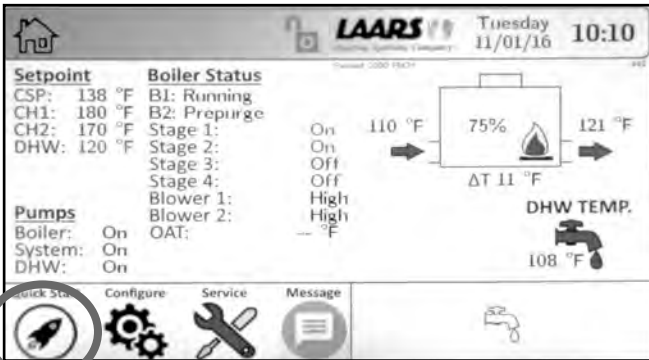 LAARS
Tuesday
11/01/16
10:10
Setpoint
CSP: 138 °F
CH1: 180 °F
CH2: 170 °F
DHW: 120 °F
Pumps
Boiler: On
System: On
DHW: On
Boiler Status
B1: Running
B2: Prepurge
Stage 1: On
Stage 2: On
Stage 3: Off
Stage 4: Off
Blower 1: High
Blower 2: High
OAT: -- °F
110 °F
75%
121 °F
ΔT 11 °F
DHW TEMP.
108 °F
Quick Start
Configure
Service
Message